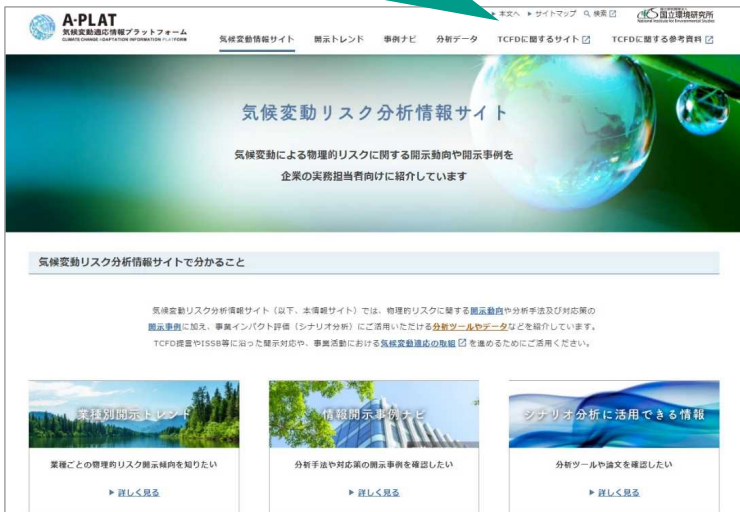 ▶ 本文へ ▶ サイトマップ 検索
A-PLAT
気候変動適応情報プラットフォーム
CLIMATE CHANGE ADAPTATION INFORMATION PLATFORM
国立環境研究所
National Institute for Environmental Studies
気候変動情報サイト 開示トレンド 事例ナビ 分析データ TCFDに関するサイト TCFDに関する参考資料
気候変動リスク分析情報サイト
気候変動による物理的リスクに関する開示動向や開示事例を
企業の実務担当者向けに紹介しています
気候変動リスク分析情報サイトで分かること
気候変動リスク分析情報サイト（以下、本情報サイト）では、物理的リスクに関する開示動向や分析手法及び対応策の
開示事例に加え、事業インパクト評価（シナリオ分析）にご活用いただける分析ツールやデータなどを紹介しています。
TCFD提言やISSB等に沿った開示対応や、事業活動における気候変動適応の取組 を進めるためにご活用ください。
業種別開示トレンド
業種ごとの物理的リスク開示傾向を知りたい
▶ 詳しく見る
情報開示事例ナビ
分析手法や対応策の開示事例を確認したい
▶ 詳しく見る
シナリオ分析に活用できる情報
分析ツールや論文を確認したい
▶ 詳しく見る